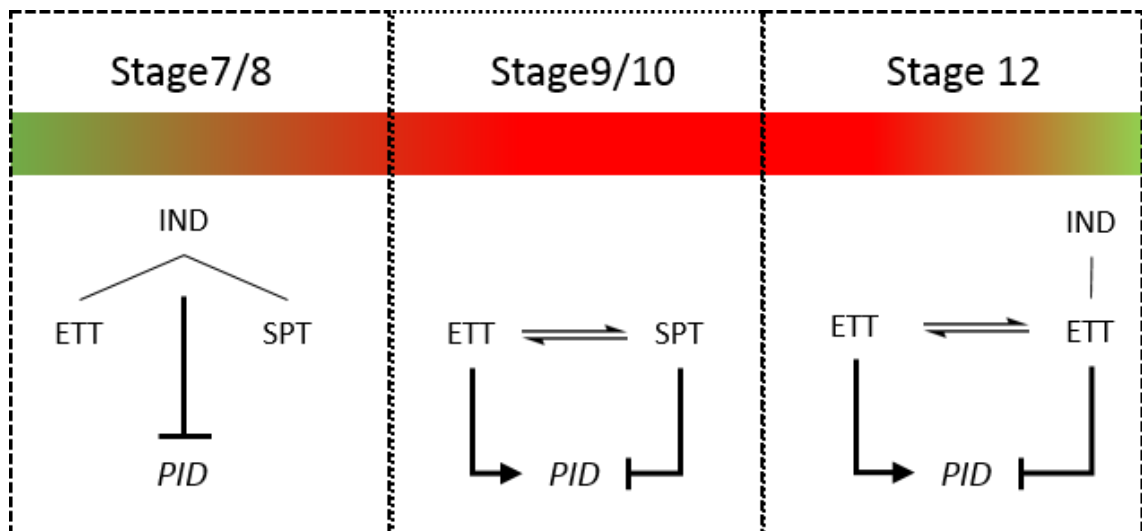 Stage7/8
Stage9/10
Stage 12
IND
ETT
SPT
PID
ETT
SPT
PID
IND
ETT
ETT
PID